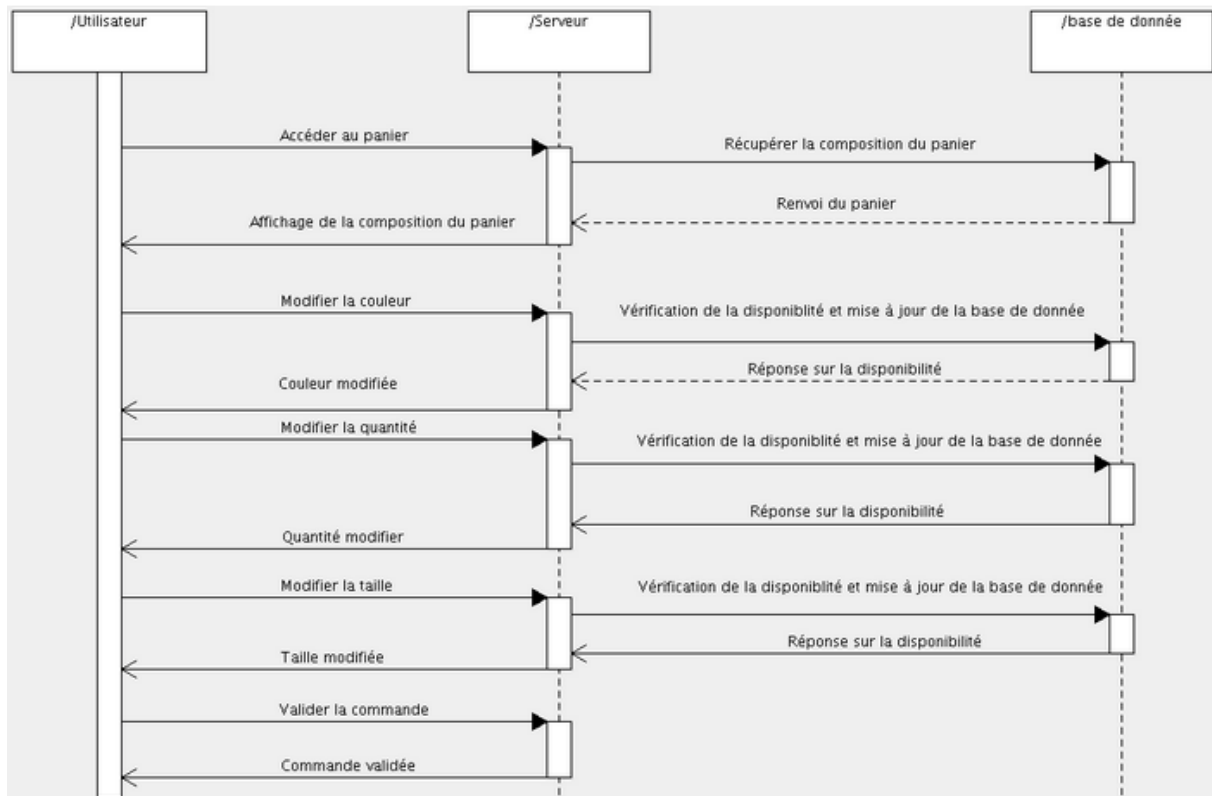 /Utilisateur
/Serveur
/base de donnée
Accéder au panier
Récupérer la composition du panier
Renvoi du panier
Affichage de la composition du panier
Modifier la couleur
Vérification de la disponiblité et mise à jour de la base de donnée
Réponse sur la disponibilité
Couleur modifiée
Modifier la quantité
Vérification de la disponiblité et mise à jour de la base de donnée
Réponse sur la disponibilité
Quantité modifier
Modifier la taille
Vérification de la disponiblité et mise à jour de la base de donnée
Réponse sur la disponibilité
Taille modifiée
Valider la commande
Commande validée